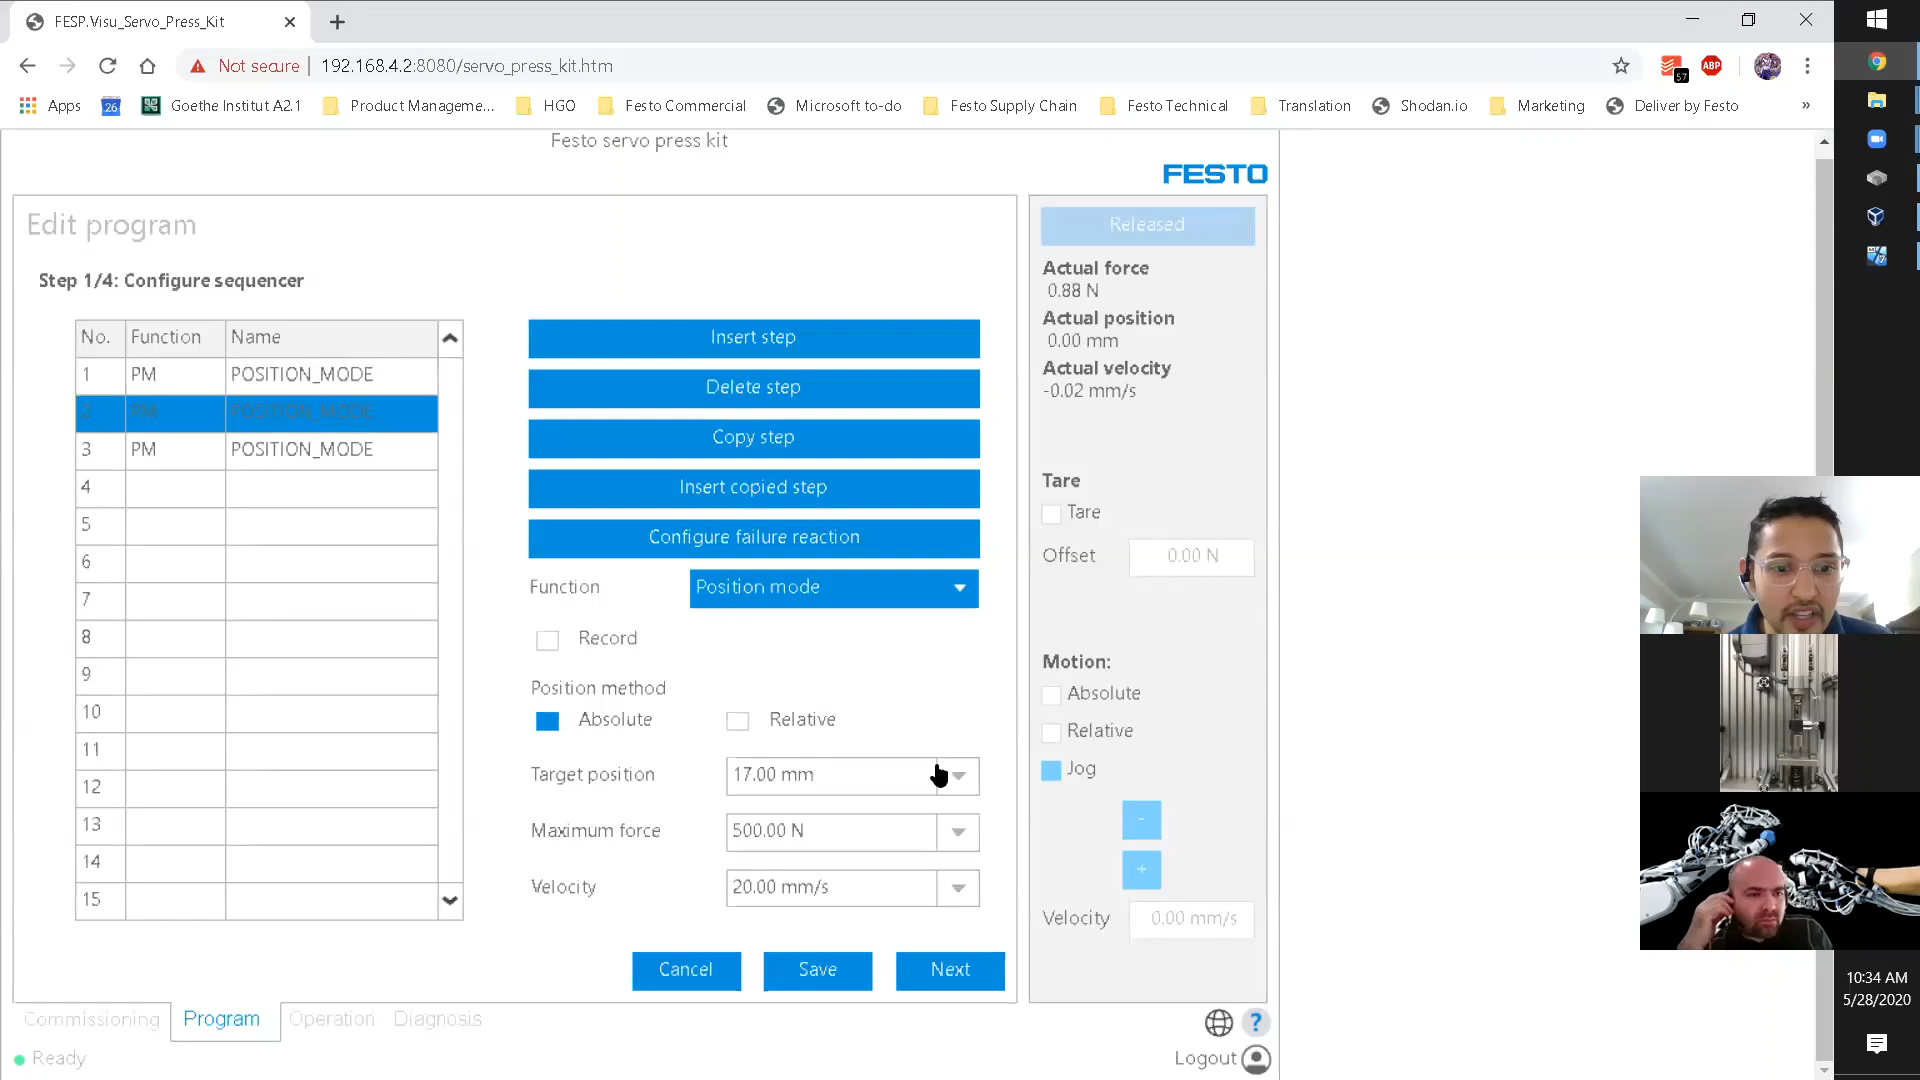 FESP.Visu_Servo_Press_Kit
Not secure
192.168.4.2:8080/servo_press_kit.htm
57
ABP
Apps
26
Goethe Institut A2.1
Product Manageme...
HGO
Festo Commercial
Microsoft to-do
Festo Supply Chain
Festo Technical
Translation
Shodan.io
Marketing
Deliver by Festo
»
Festo servo press kit
FESTO
Edit program
Step 1/4: Configure sequencer
No. Function Name
1 PM POSITION_MODE
2 PM POSITION_MODE
3 PM POSITION_MODE
4
5
6
7
8
9
10
11
12
13
14
15
Insert step
Delete step
Copy step
Insert copied step
Configure failure reaction
Function Position mode
Record
Position method
Absolute Relative
Target position 17.00 mm
Maximum force 500.00 N
Velocity 20.00 mm/s
Cancel Save Next
Released
Actual force
0.88 N
Actual position
0.00 mm
Actual velocity
-0.02 mm/s
Tare
Tare
Offset 0.00 N
Motion:
Absolute
Relative
Jog
-
+
Velocity 0.00 mm/s
Commissioning Program Operation Diagnosis
?
Ready
Logout
10:34 AM
5/28/2020